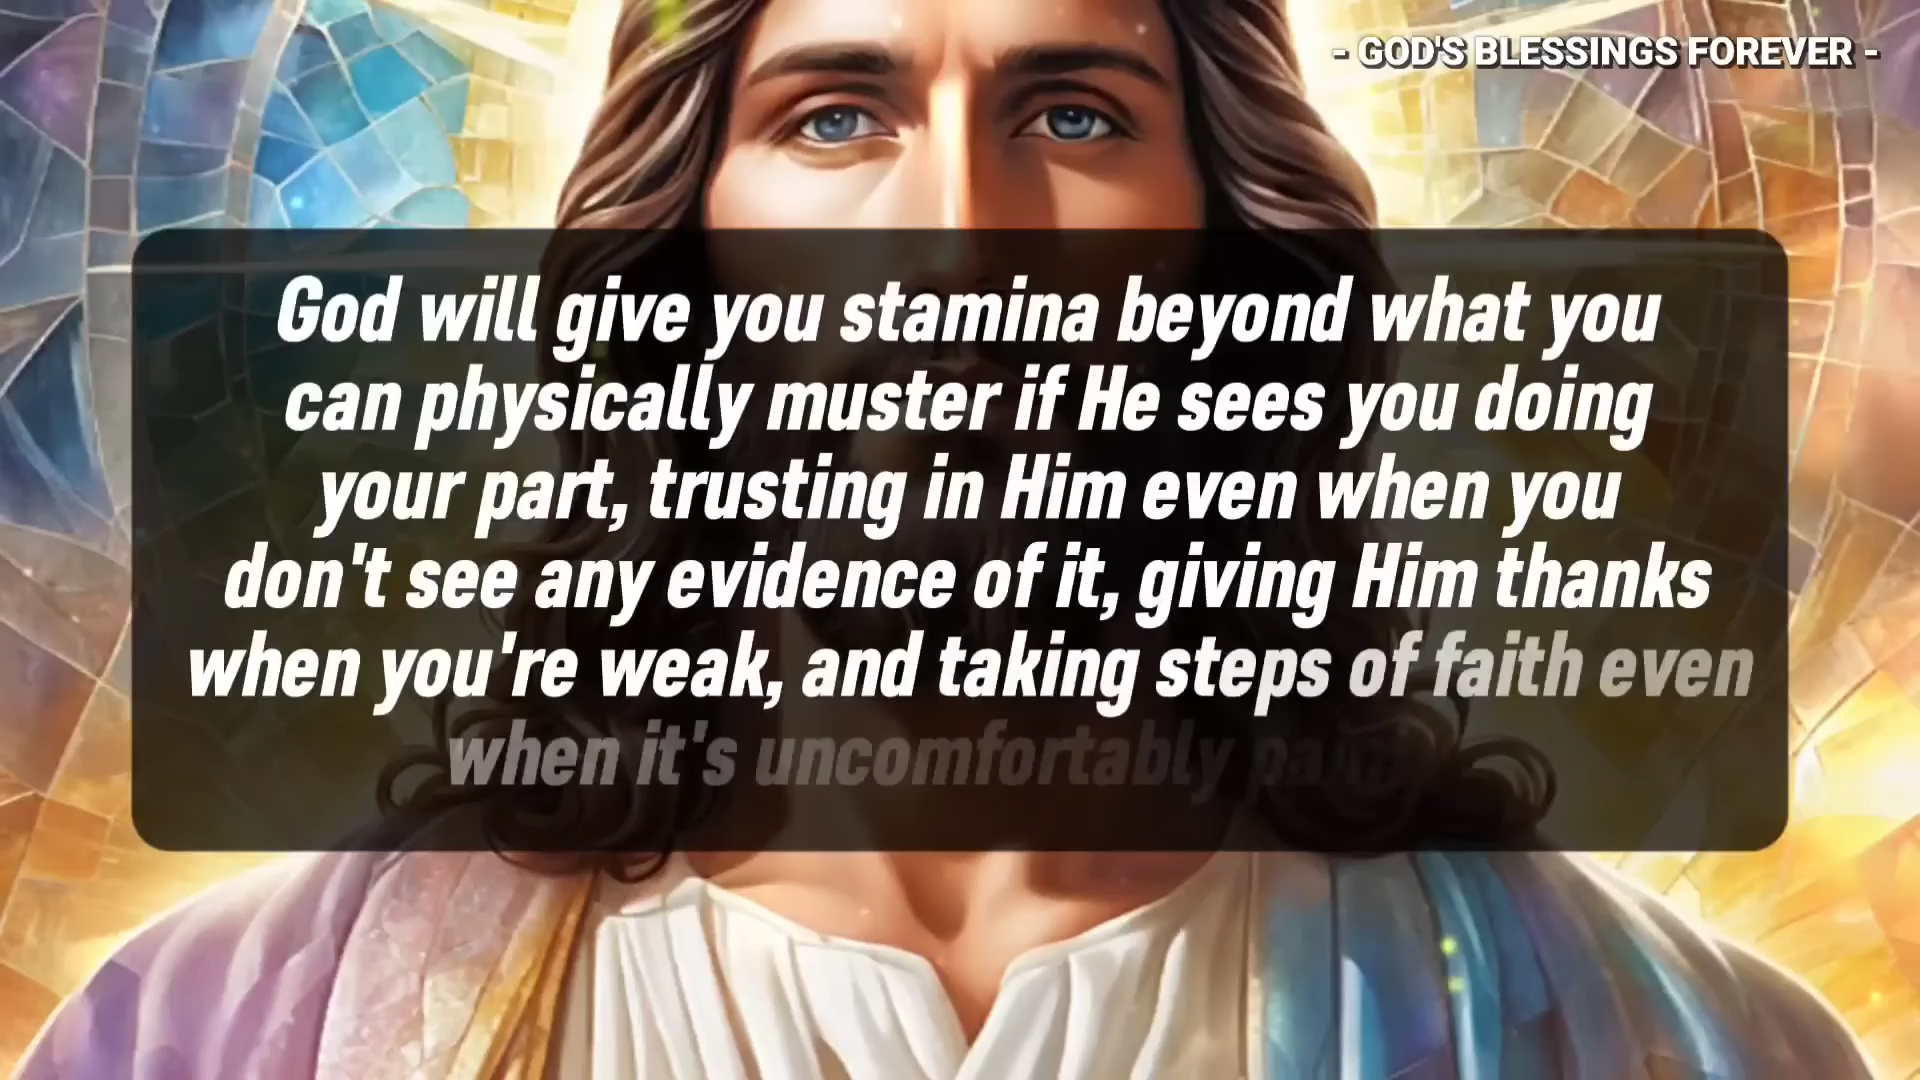 - GOD'S BLESSINGS FOREVER -
God will give you stamina beyond what you
can physically muster if He sees you doing
your part, trusting in Him even when you
don't see any evidence of it, giving Him thanks
when you're weak, and taking steps of faith even
when it's uncomfortably